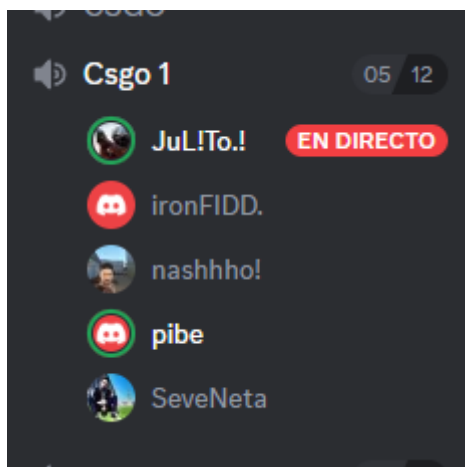 Csgo 1 05 12
JuL!To.! EN DIRECTO
ironFIDD.
nashhho!
pibe
SeveNeta